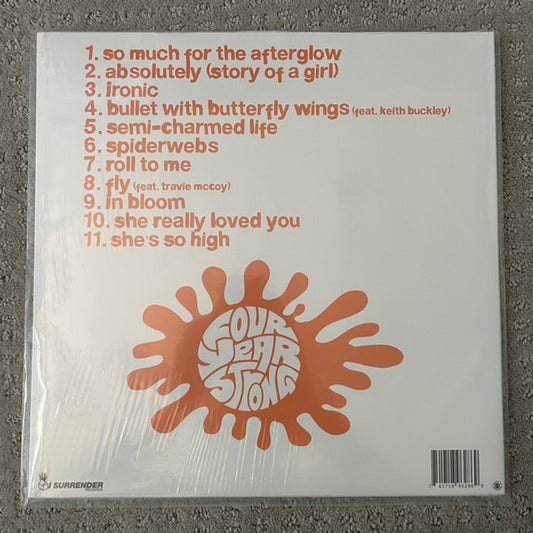 1. so much for the afterglow
2. absolutely (story of a girl)
3. ironic
4. bullet with butterfly wings (feat. keith buckley)
5. semi-charmed life
6. spiderwebs
7. roll to me
8. fly (feat. travie mccoy)
9. in bloom
10. she really loved you
11. she's so high
FOUR
YEAR
STRONG
I SURRENDER
RECORDS